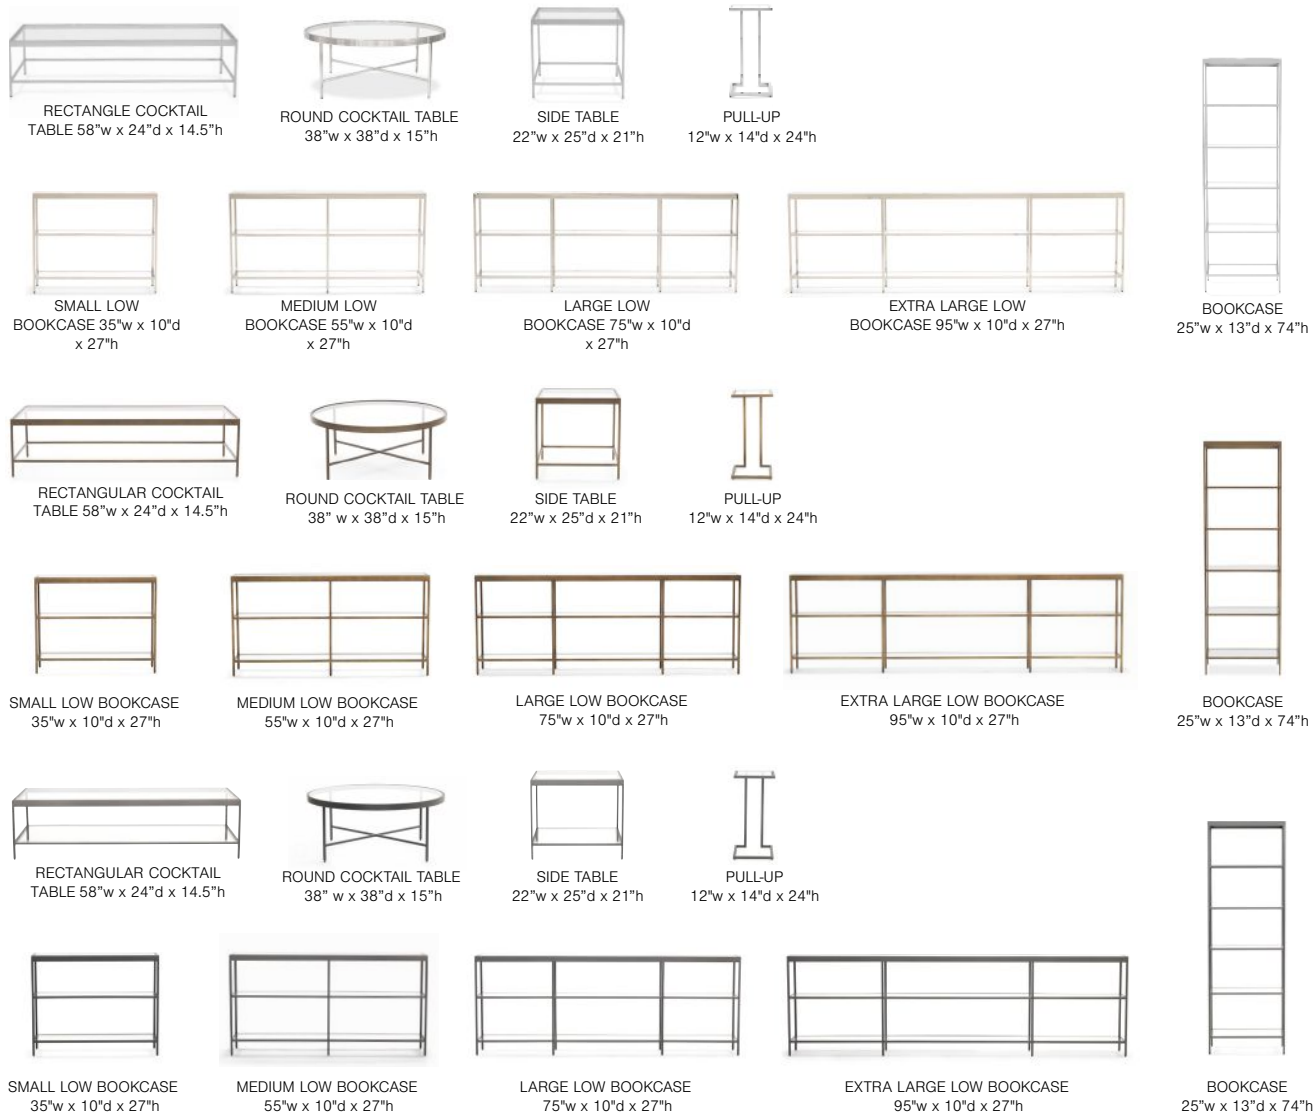 RECTANGLE COCKTAIL
TABLE 58”w x 24”d x 14.5”h
ROUND COCKTAIL TABLE
38”w x 38”d x 15”h
SIDE TABLE
22”w x 25”d x 21”h
PULL-UP
12"w x 14"d x 24"h
SMALL LOW
BOOKCASE 35"w x 10"d
x 27"h
MEDIUM LOW
BOOKCASE 55"w x 10"d
x 27"h
LARGE LOW
BOOKCASE 75"w x 10"d
x 27"h
EXTRA LARGE LOW
BOOKCASE 95"w x 10"d x 27"h
BOOKCASE
25”w x 13”d x 74”h
RECTANGULAR COCKTAIL
TABLE 58”w x 24”d x 14.5”h
ROUND COCKTAIL TABLE
38” w x 38”d x 15”h
SIDE TABLE
22”w x 25”d x 21”h
PULL-UP
12"w x 14"d x 24"h
SMALL LOW BOOKCASE
35"w x 10"d x 27"h
MEDIUM LOW BOOKCASE
55"w x 10"d x 27"h
LARGE LOW BOOKCASE
75"w x 10"d x 27"h
EXTRA LARGE LOW BOOKCASE
95"w x 10"d x 27"h
BOOKCASE
25”w x 13”d x 74”h
RECTANGULAR COCKTAIL
TABLE 58”w x 24”d x 14.5”h
ROUND COCKTAIL TABLE
38” w x 38”d x 15”h
SIDE TABLE
22”w x 25”d x 21”h
PULL-UP
12"w x 14"d x 24"h
SMALL LOW BOOKCASE
35"w x 10"d x 27"h
MEDIUM LOW BOOKCASE
55"w x 10"d x 27"h
LARGE LOW BOOKCASE
75"w x 10"d x 27"h
EXTRA LARGE LOW BOOKCASE
95"w x 10"d x 27"h
BOOKCASE
25”w x 13”d x 74”h